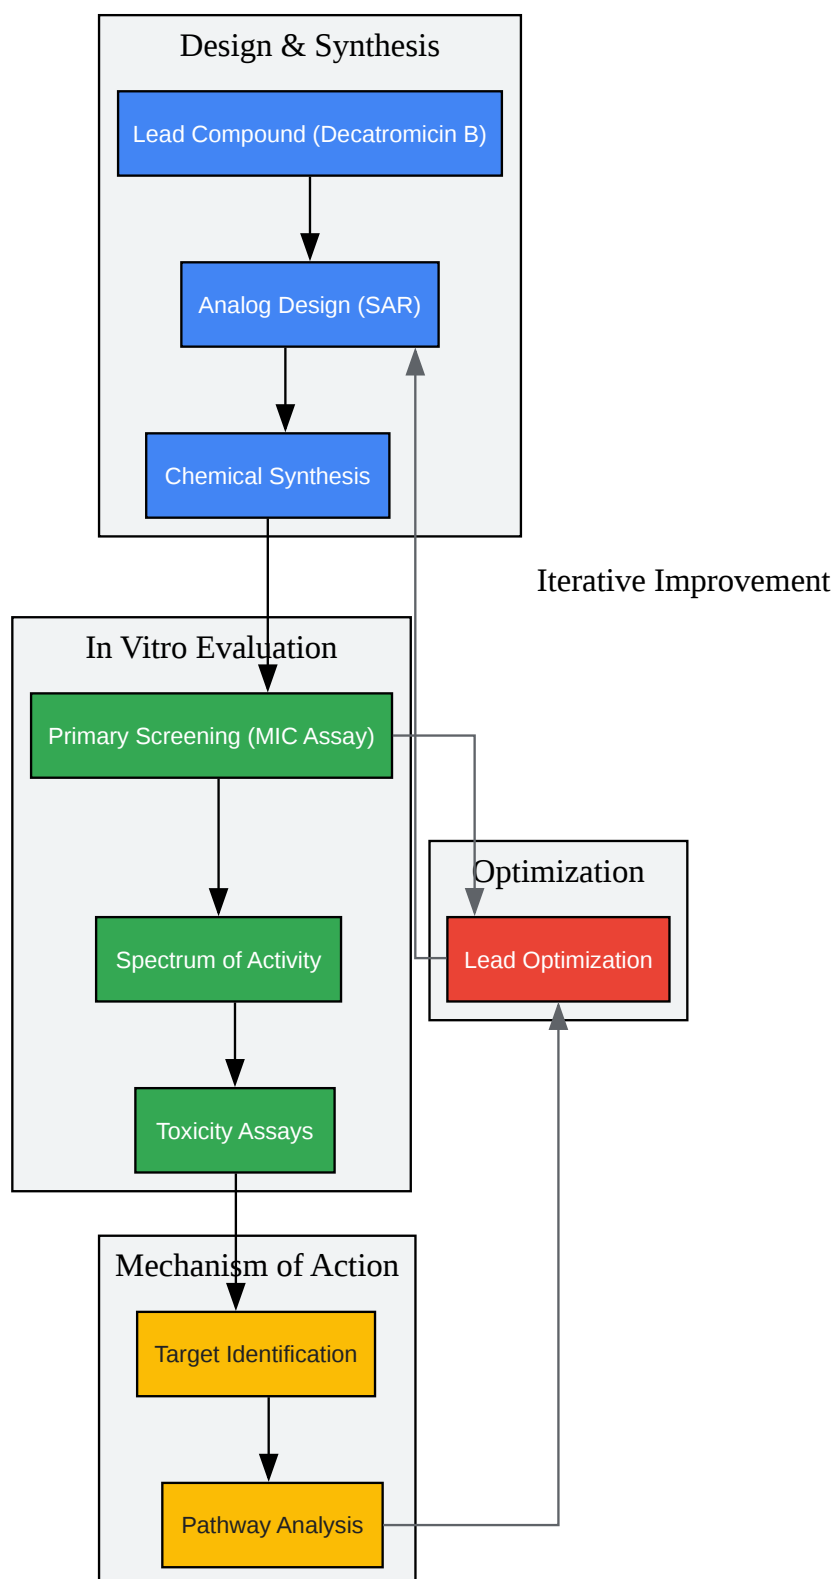 Design & Synthesis
Lead Compound (Decatromicin B)
Analog Design (SAR)
Chemical Synthesis
Iterative Improvement
In Vitro Evaluation
Primary Screening (MIC Assay)
Optimization
Spectrum of Activity
Lead Optimization
Toxicity Assays
Mechanism of Action
Target Identification
Pathway Analysis